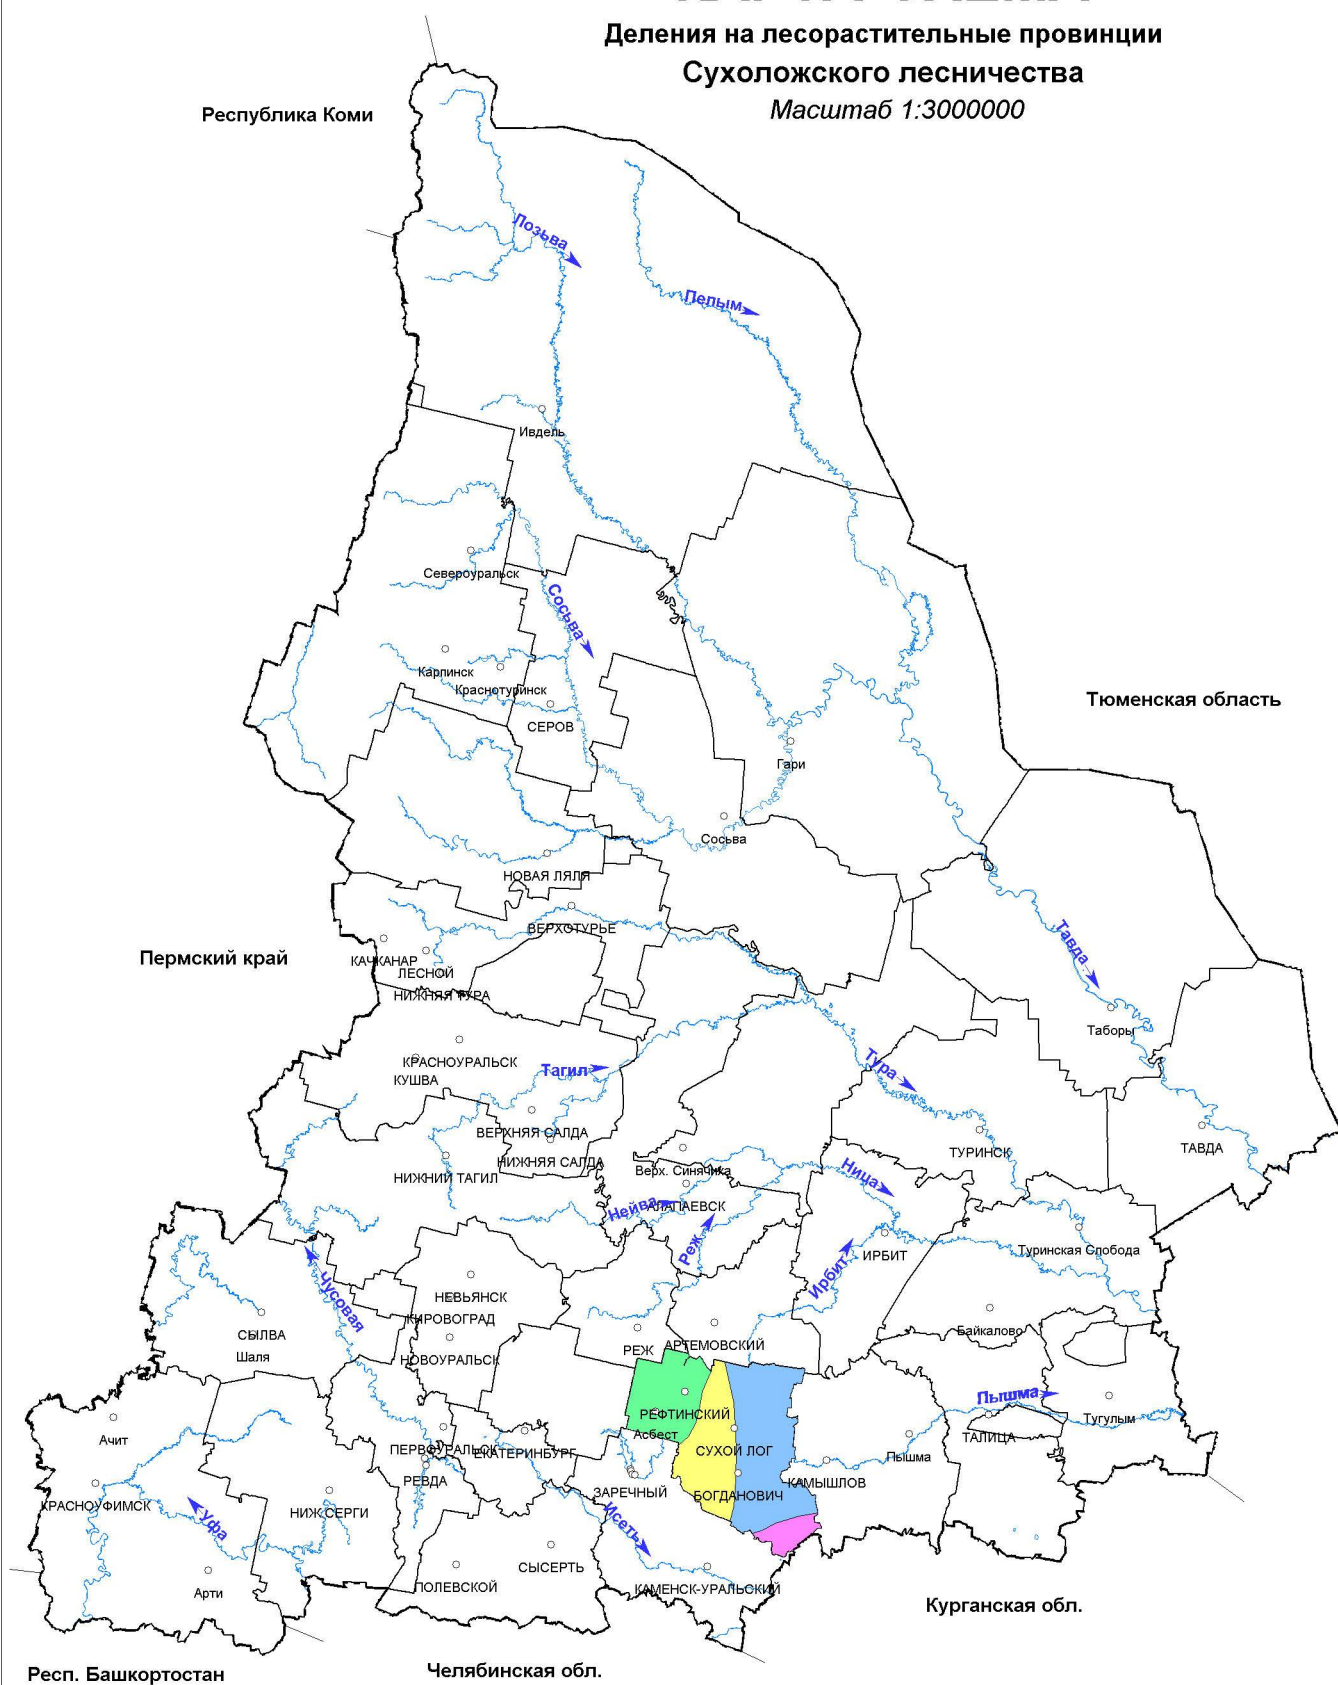 Деления на лесорастительные провинции
Сухоложского лесничества
Масштаб 1:3000000
Республика Коми
Лозьва
Пелым
Ивдель
Североуральск
Сосьва
Карпинск
Краснотуринск
СЕРОВ
Тюменская область
Гари
Сосьва
НОВАЯ ЛЯЛЯ
ВЕРХОТУРЬЕ
Тавда
Пермский край
КАЧКАНАР
ЛЕСНОЙ
НИЖНЯЯ ТУРА
Таборы
КРАСНОУРАЛЬСК
КУШВА
Тагил
Тура
ВЕРХНЯЯ САЛДА
НИЖНЯЯ САЛДА
НИЖНИЙ ТАГИЛ
Верх. Синячиха
ТУРИНСК
ТАВДА
Ница
Нейва
АЛАПАЕВСК
Реж
Ирбит
ИРБИТ
Туринская Слобода
Чусовая
НЕВЬЯНСК
КИРОВОГРАД
СЫЛВА
Шаля
НОВОУРАЛЬСК
РЕЖ
АРТЕМОВСКИЙ
Байкалово
Пышма
Тугулым
ТАЛИЦА
Ачит
РЕФТИНСКИЙ
Асбест
ПЕРВОУРАЛЬСК
ЕКАТЕРИНБУРГ
СУХОЙ ЛОГ
Пышма
РЕВДА
ЗАРЕЧНЫЙ
БОГДАНОВИЧ
КАМЫШЛОВ
КРАСНОУФИМСК
Уфа
НИЖ.СЕРГИ
Исеть
СЫСЕРТЬ
ПОЛЕВСКОЙ
КАМЕНСК-УРАЛЬСКИЙ
Арти
Курганская обл.
Респ. Башкортостан
Челябинская обл.